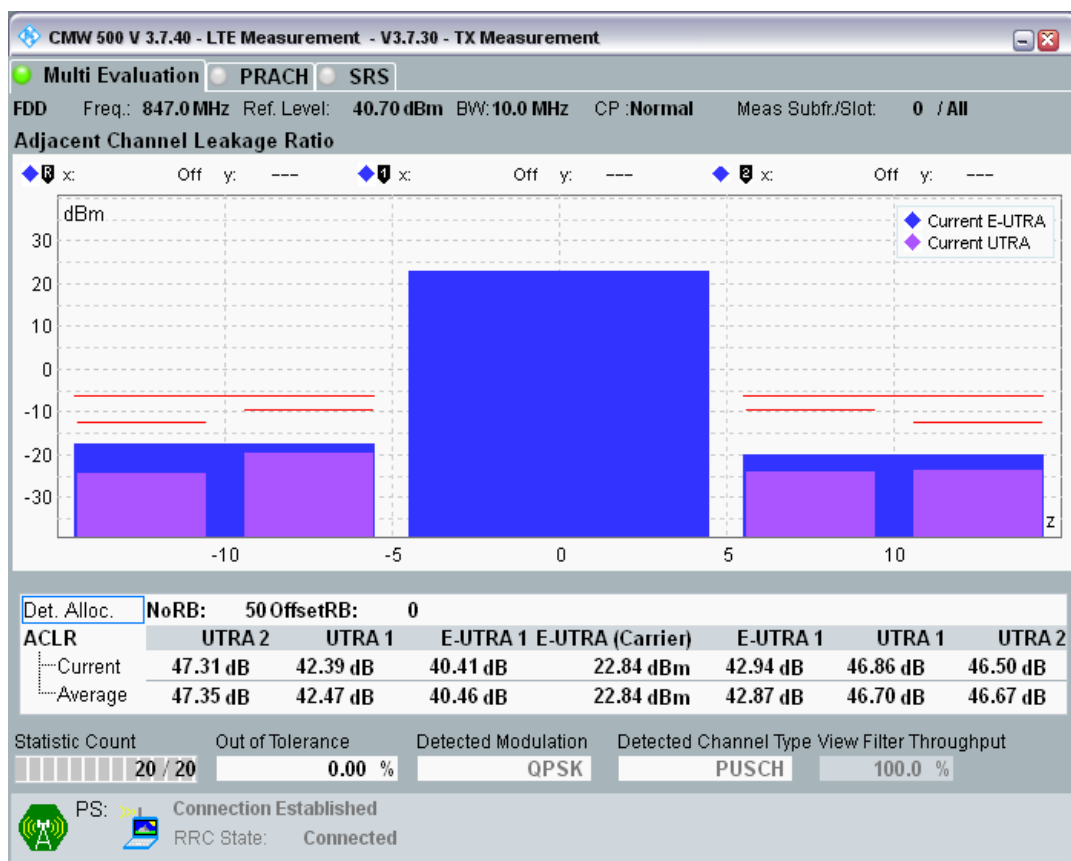 CMW 500 V 3.7.40 - LTE Measurement - V3.7.30 - TX Measurement
Multi Evaluation PRACH SRS
FDD Freq.: 847.0 MHz Ref. Level: 40.70 dBm BW: 10.0 MHz CP :Normal Meas Subfr./Slot: 0 / All
Adjacent Channel Leakage Ratio
R x: Off y: --- 1 x: Off y: --- 2 x: Off y: ---
dBm
Current E-UTRA
Current UTRA
30
20
10
0
-10
-20
-30
z
-10 -5 0 5 10
Det. Alloc. NoRB: 50 OffsetRB: 0
ACLR UTRA 2 UTRA 1 E-UTRA 1 E-UTRA (Carrier) E-UTRA 1 UTRA 1 UTRA 2
Current 47.31 dB 42.39 dB 40.41 dB 22.84 dBm 42.94 dB 46.86 dB 46.50 dB
Average 47.35 dB 42.47 dB 40.46 dB 22.84 dBm 42.87 dB 46.70 dB 46.67 dB
Statistic Count Out of Tolerance Detected Modulation Detected Channel Type View Filter Throughput
20 / 20 0.00 % QPSK PUSCH 100.0 %
PS: Connection Established
RRC State: Connected